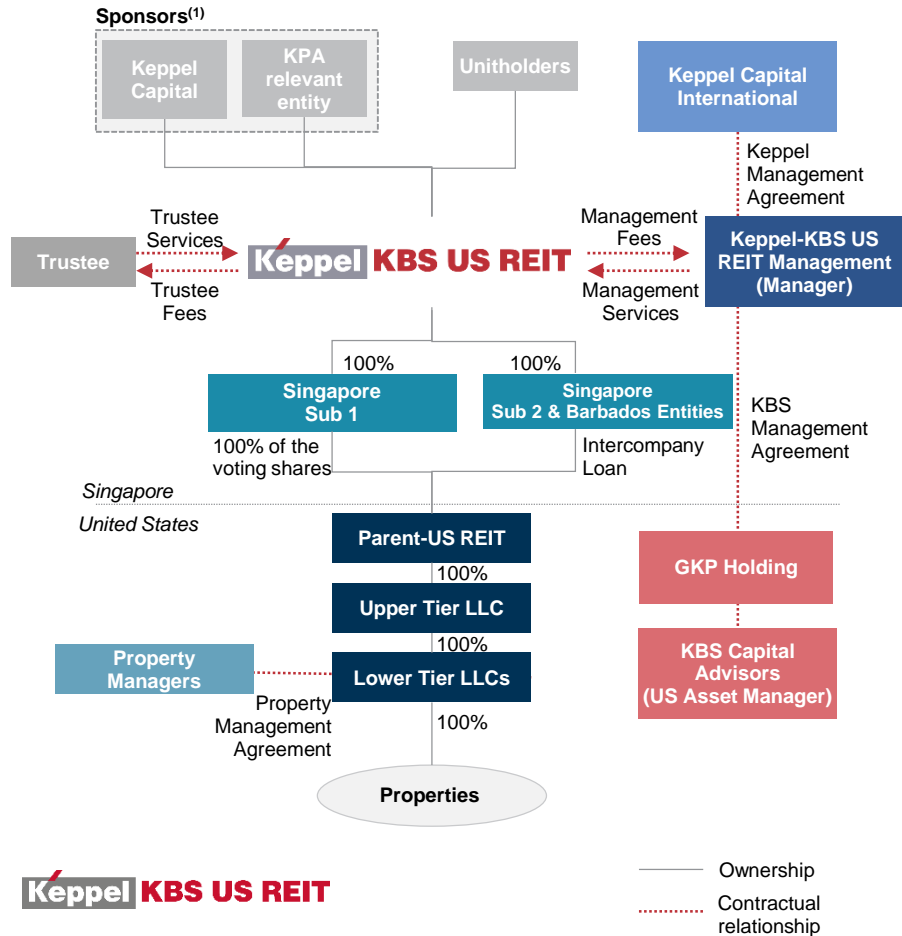 Sponsors(1)
Keppel
Capital
KPA
relevant
entity
Unitholders
Keppel Capital
International
Keppel
Management
Agreement
Trustee
Services
Trustee
Trustee
Fees
Keppel KBS US REIT
Management
Fees
Management
Services
Keppel-KBS US
REIT Management
(Manager)
100%
100%
Singapore
Sub 1
Singapore
Sub 2 & Barbados Entities
KBS
Management
Agreement
100% of the
voting shares
Intercompany
Loan
Singapore
United States
Parent-US REIT
100%
Upper Tier LLC
100%
Lower Tier LLCs
100%
GKP Holding
KBS Capital
Advisors
(US Asset Manager)
Property
Managers
Property
Management
Agreement
Properties
Keppel KBS US REIT
Ownership
Contractual
relationship